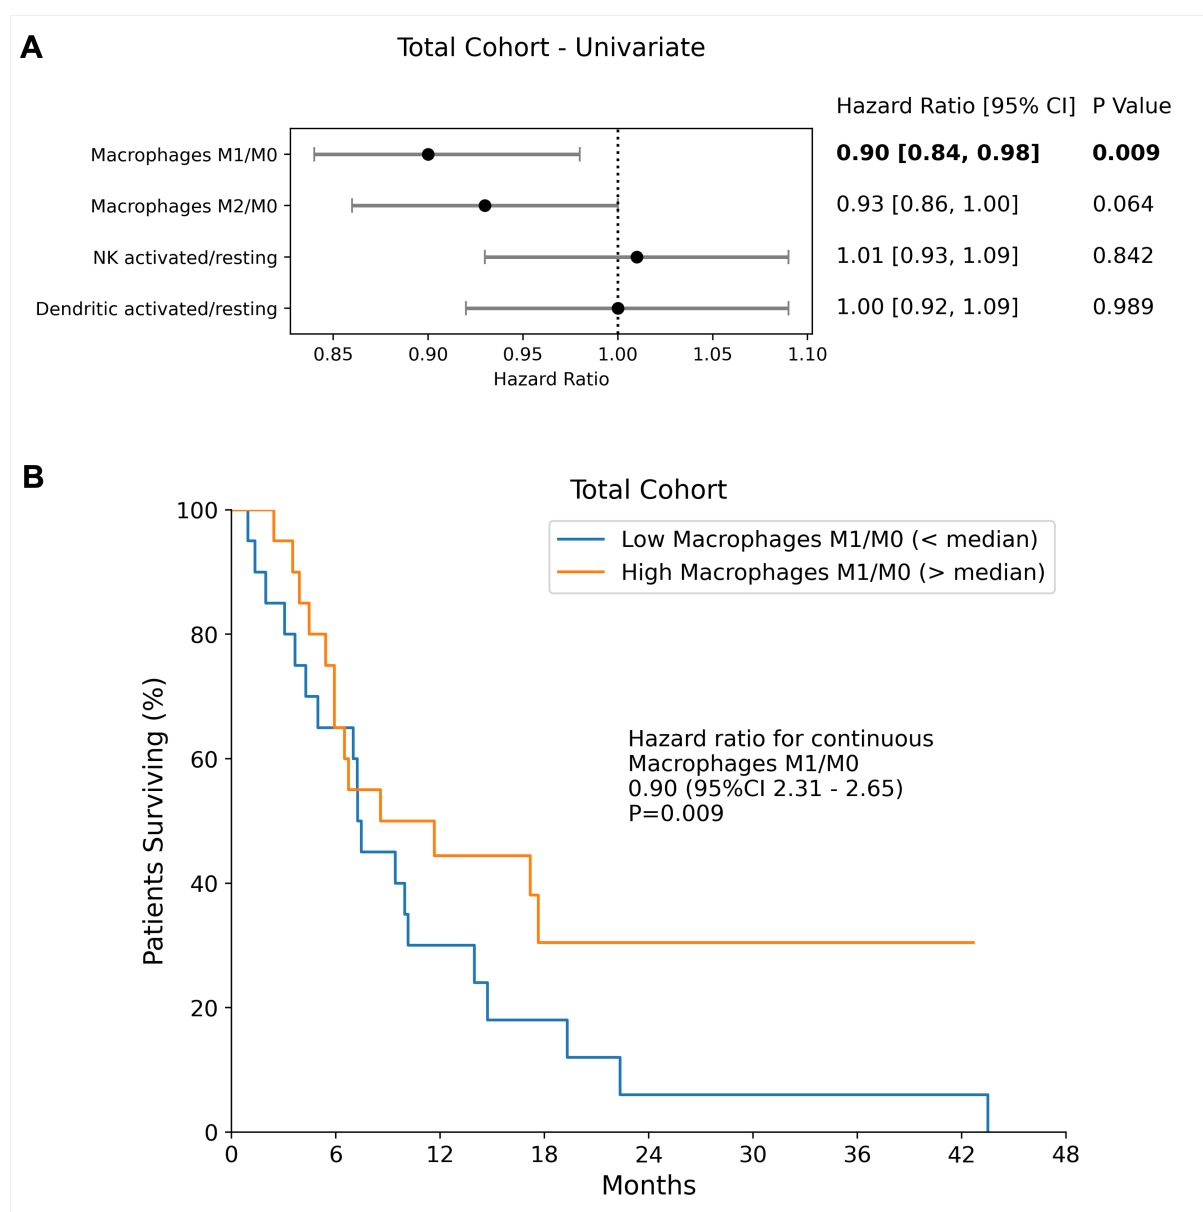 A
Total Cohort - Univariate
Hazard Ratio [95% CI] P Value
Macrophages M1/M0 0.90 [0.84, 0.98] 0.009
Macrophages M2/M0 0.93 [0.86, 1.00] 0.064
NK activated/resting 1.01 [0.93, 1.09] 0.842
Dendritic activated/resting 1.00 [0.92, 1.09] 0.989
0.85 0.90 0.95 1.00 1.05 1.10
Hazard Ratio
B
Total Cohort
Low Macrophages M1/M0 (< median)
High Macrophages M1/M0 (> median)
Hazard ratio for continuous
Macrophages M1/M0
0.90 (95%CI 2.31 - 2.65)
P=0.009
Patients Surviving (%)
100
80
60
40
20
0
0 6 12 18 24 30 36 42 48
Months